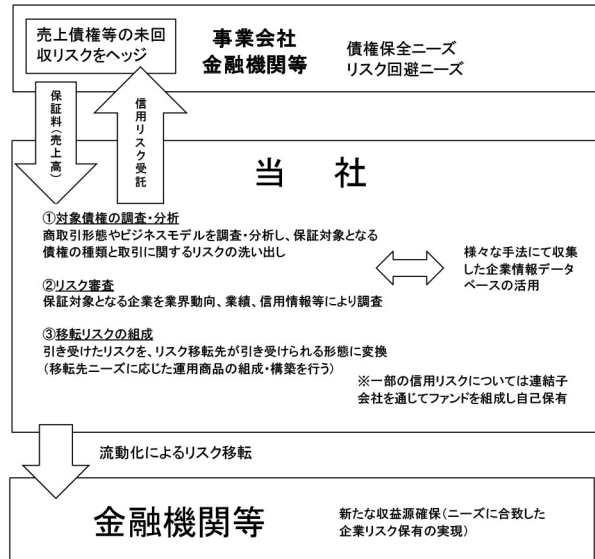 売上債権等の未回
収リスクをヘッジ
事業会社
金融機関等
債権保全ニーズ
リスク回避ニーズ
保証料(売上高)
信用リスク受託
当 社
①対象債権の調査・分析
商取引形態やビジネスモデルを調査・分析し、保証対象となる
債権の種類と取引に関するリスクの洗い出し
②リスク審査
保証対象となる企業を業界動向、業績、信用情報等により調査
③移転リスクの組成
引き受けたリスクを、リスク移転先が引き受けられる形態に変換
(移転先ニーズに応じた運用商品の組成・構築を行う)
様々な手法にて収集
した企業情報データ
ベースの活用
※一部の信用リスクについては連結子
会社を通じてファンドを組成し自己保有
流動化によるリスク移転
金融機関等
新たな収益源確保(ニーズに合致した
企業リスク保有の実現)